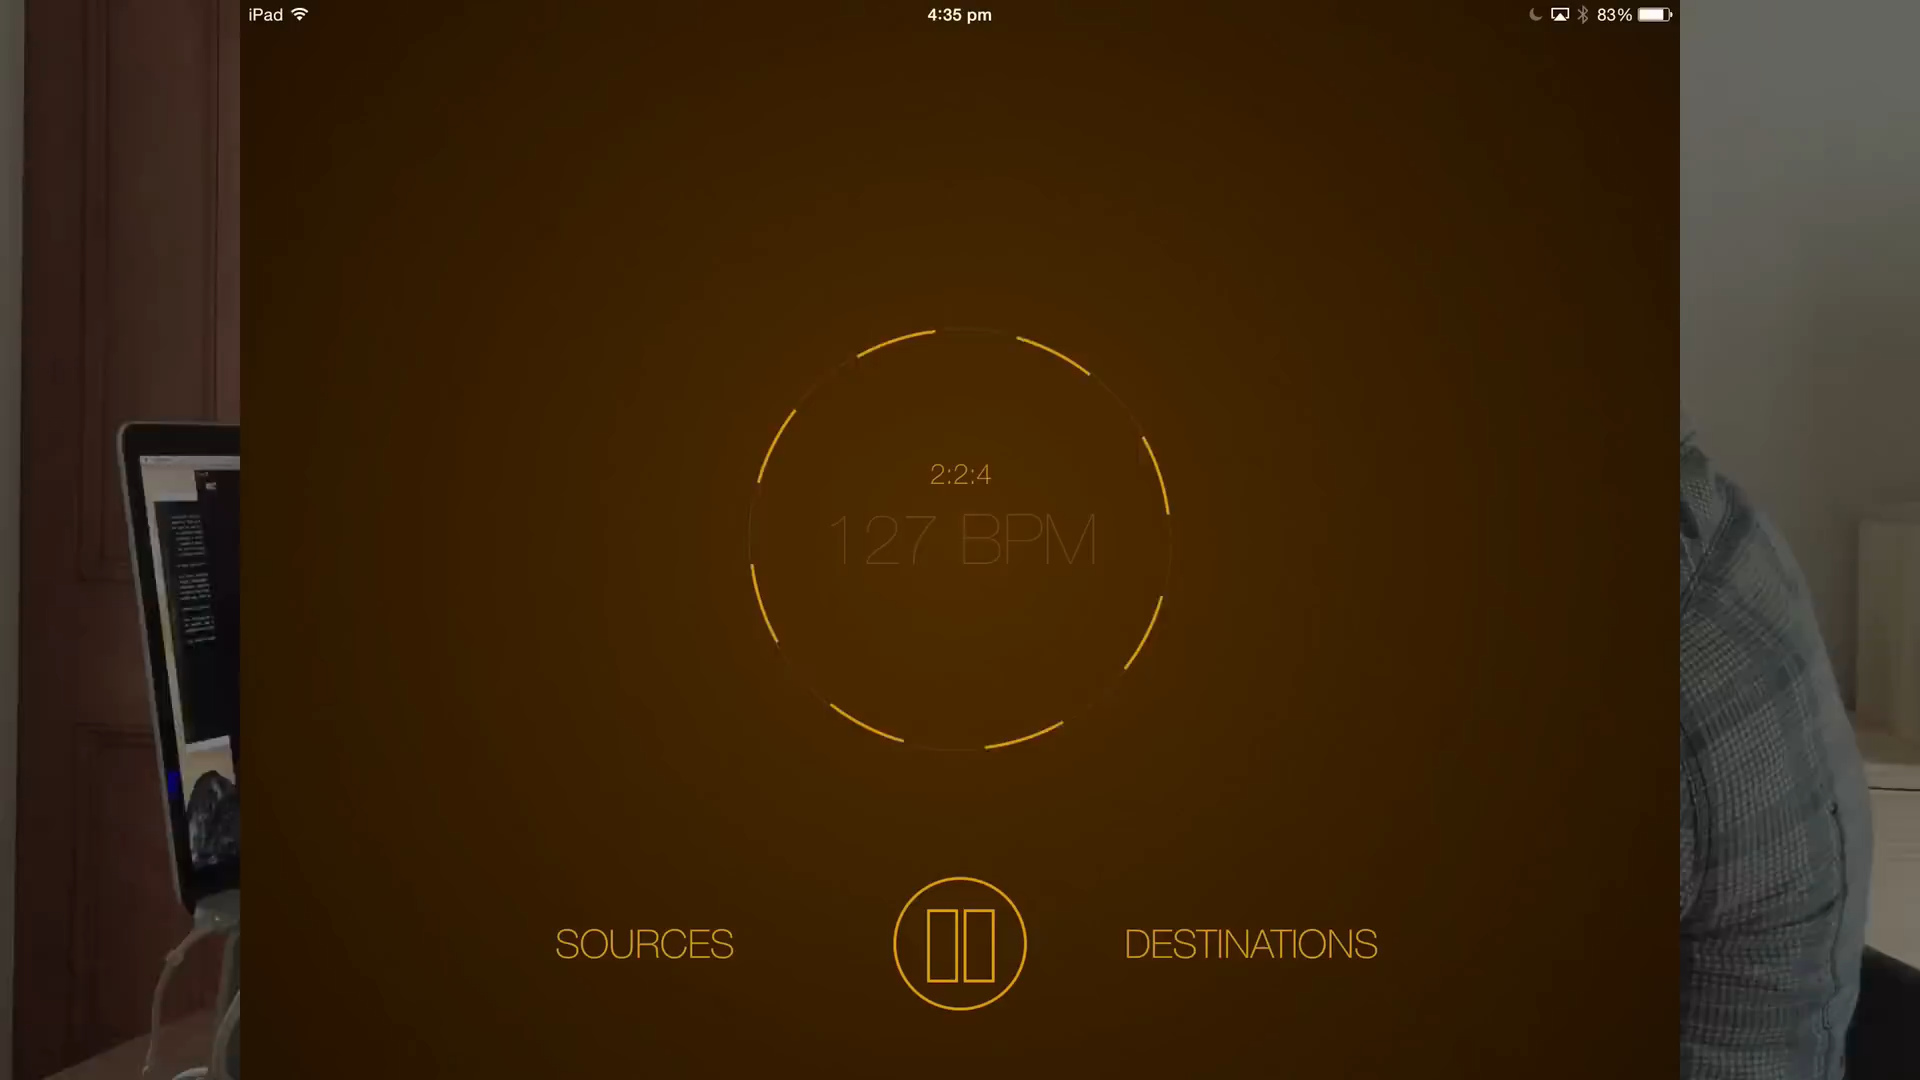 iPad
4:35 pm
83%
2:2:4
127 BPM
SOURCES
DESTINATIONS